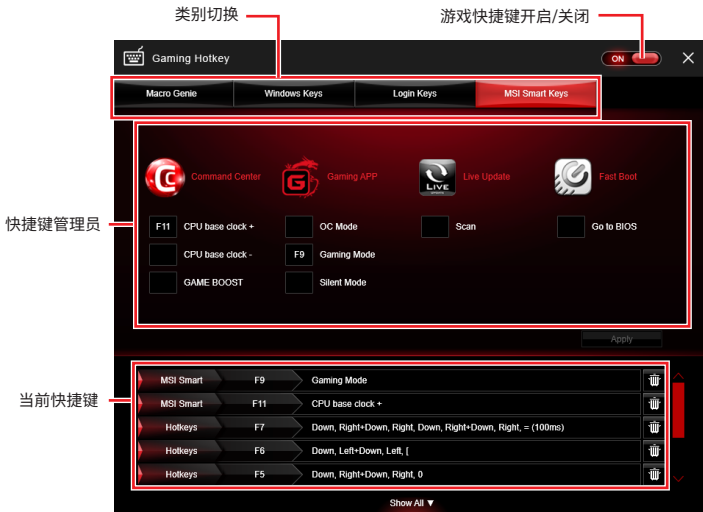 类别切换
游戏快捷键开启/关闭
Gaming Hotkey
ON
Macro Genie
Windows Keys
Login Keys
MSI Smart Keys
Command Center
Gaming APP
LIVE
Live Update
Fast Boot
快捷键管理员
F11 CPU base clock +
OC Mode
Scan
Go to BIOS
CPU base clock -
F9 Gaming Mode
GAME BOOST
Silent Mode
Apply
当前快捷键
MSI Smart F9 Gaming Mode
MSI Smart F11 CPU base clock +
Hotkeys F7 Down, Right+Down, Right, Down, Right+Down, Right, = (100ms)
Hotkeys F6 Down, Left+Down, Left, [
Hotkeys F5 Down, Right+Down, Right, 0
Show All ▼